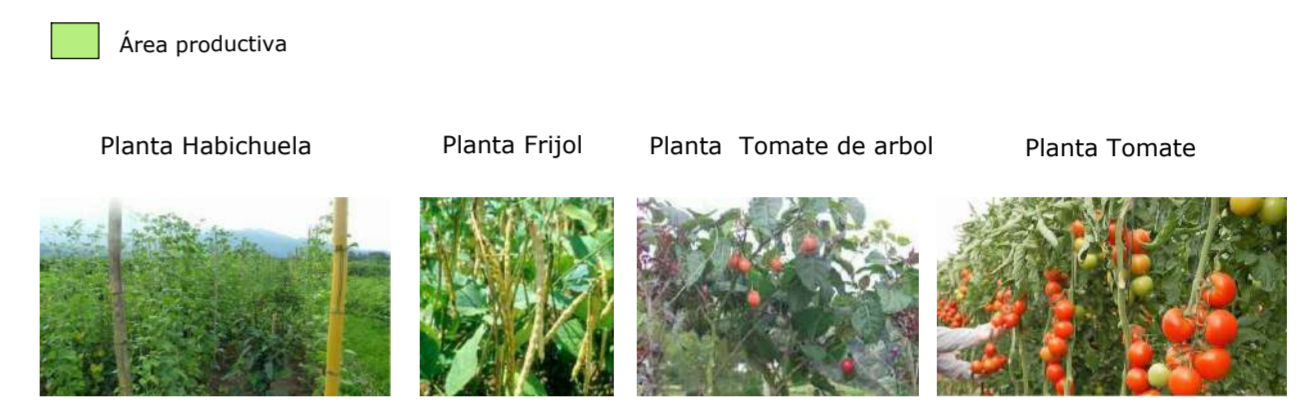 Área productiva
Planta Habichuela
Planta Frijol
Planta  Tomate de arbol
Planta Tomate